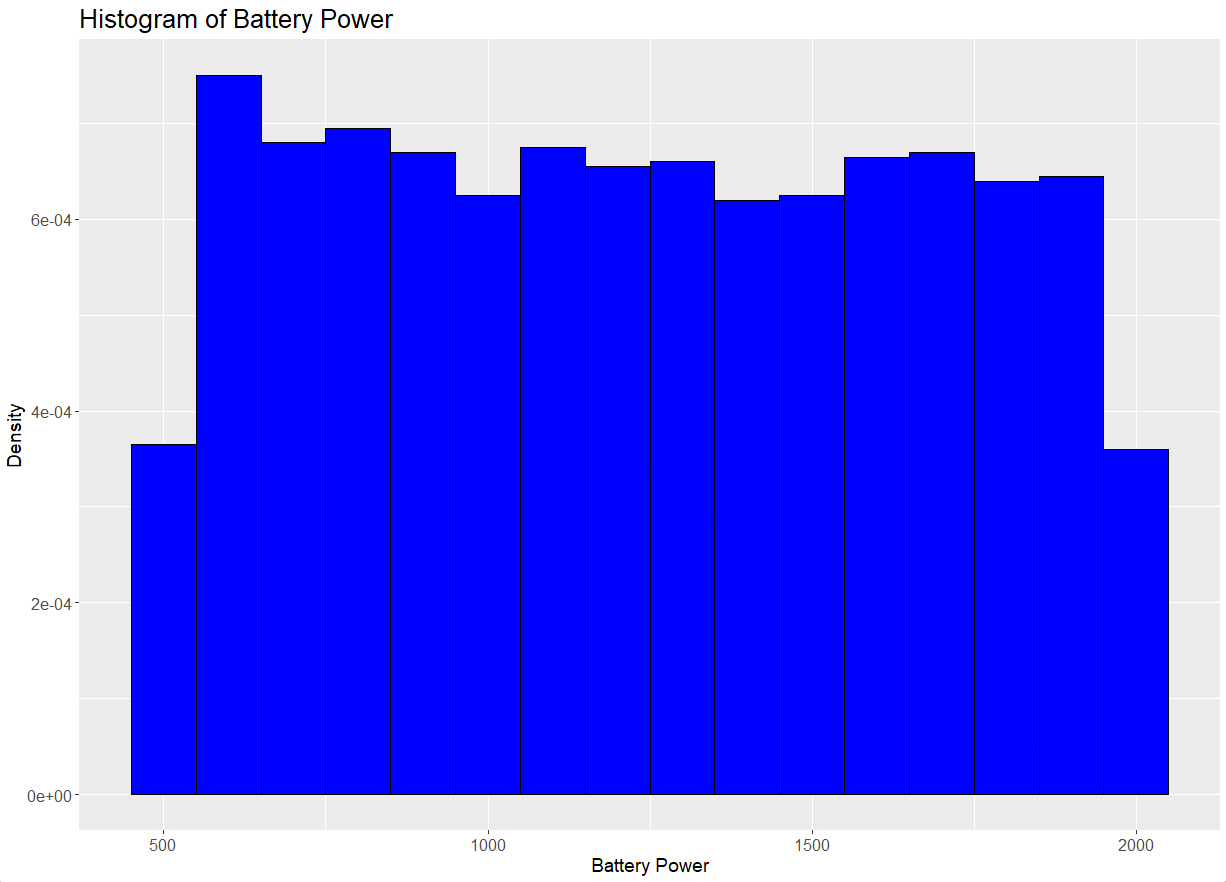 Histogram of Battery Power
Density
6e-04
4e-04
2e-04
0e+00
500 1000 1500 2000
Battery Power